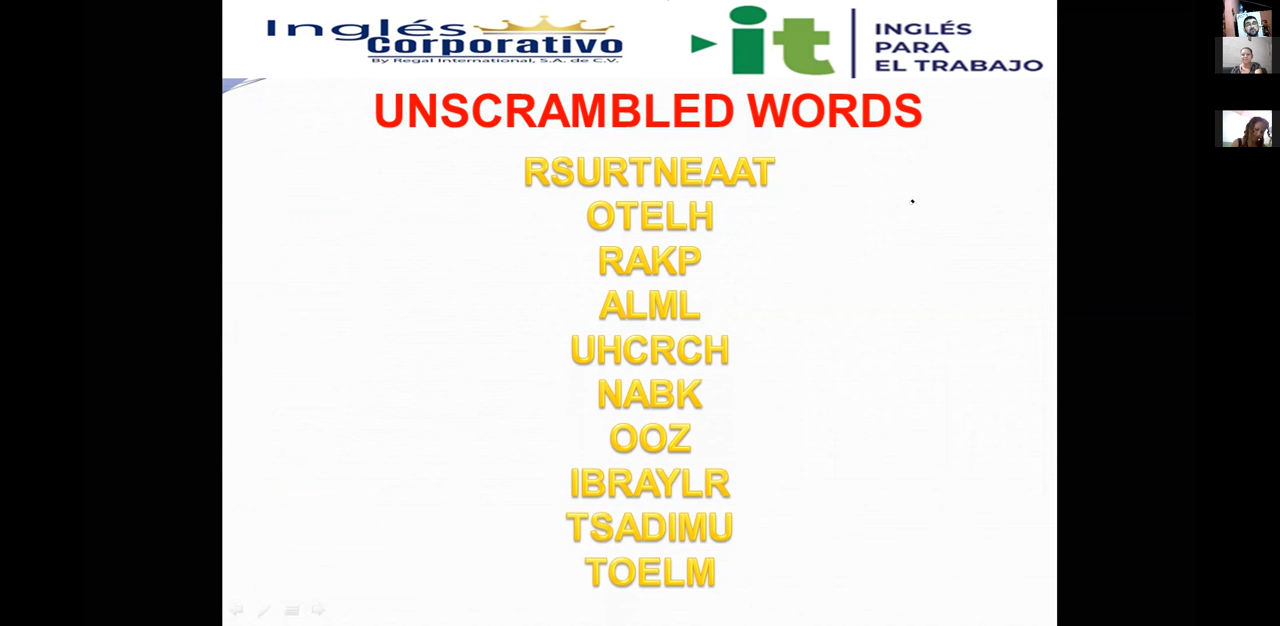 Inglés
Corporativo
By Regal International, S.A. de C.V.
it
INGLÉS
PARA
EL TRABAJO
UNSCRAMBLED WORDS
RSURTNEAAT
OTELH
RAKP
ALML
UHCRCH
NABK
OOZ
IBRAYLR
TSADIMU
TOELM